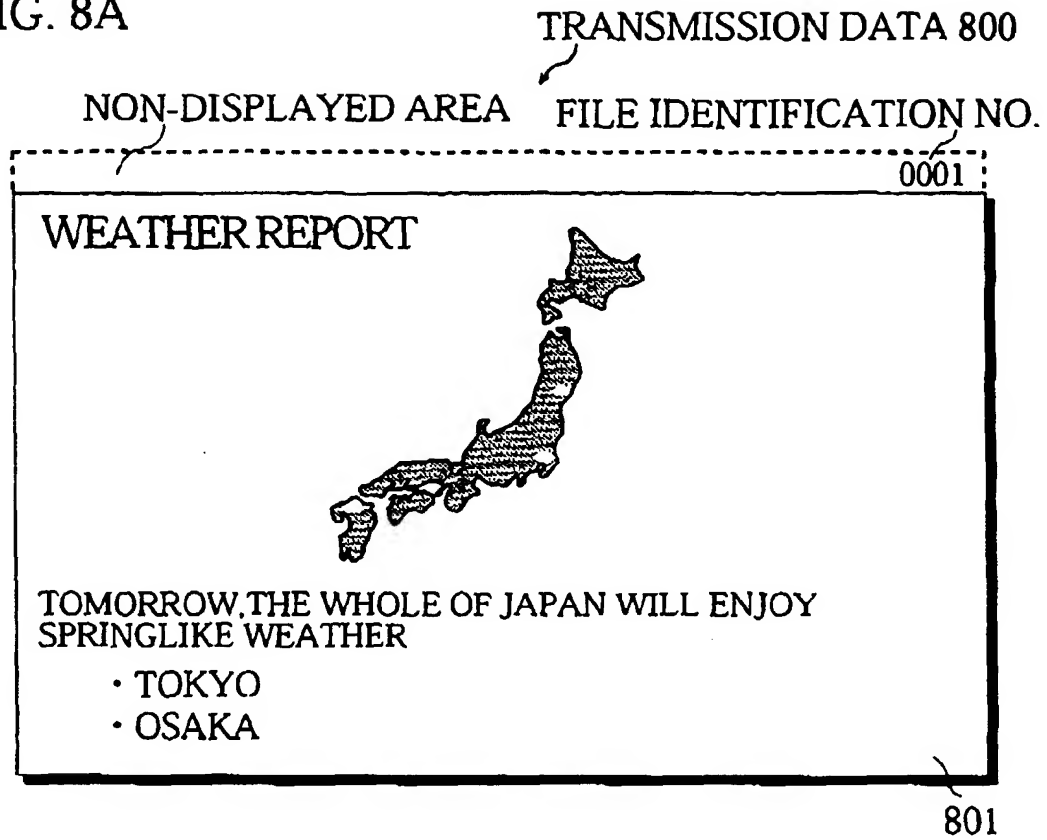 IG. 8A
TRANSMISSION DATA 800
NON-DISPLAYED AREA
FILE IDENTIFICATION NO.
0001
WEATHER REPORT
TOMORROW,THE WHOLE OF JAPAN WILL ENJOY
SPRINGLIKE WEATHER
· TOKYO
· OSAKA
801